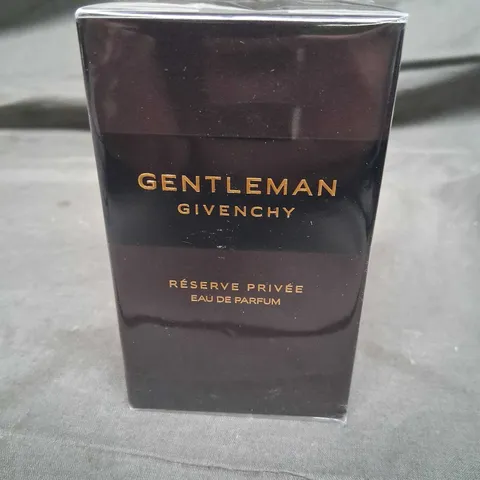 GENTLEMAN
GIVENCHY
RÉSERVE PRIVÉE
EAU DE PARFUM